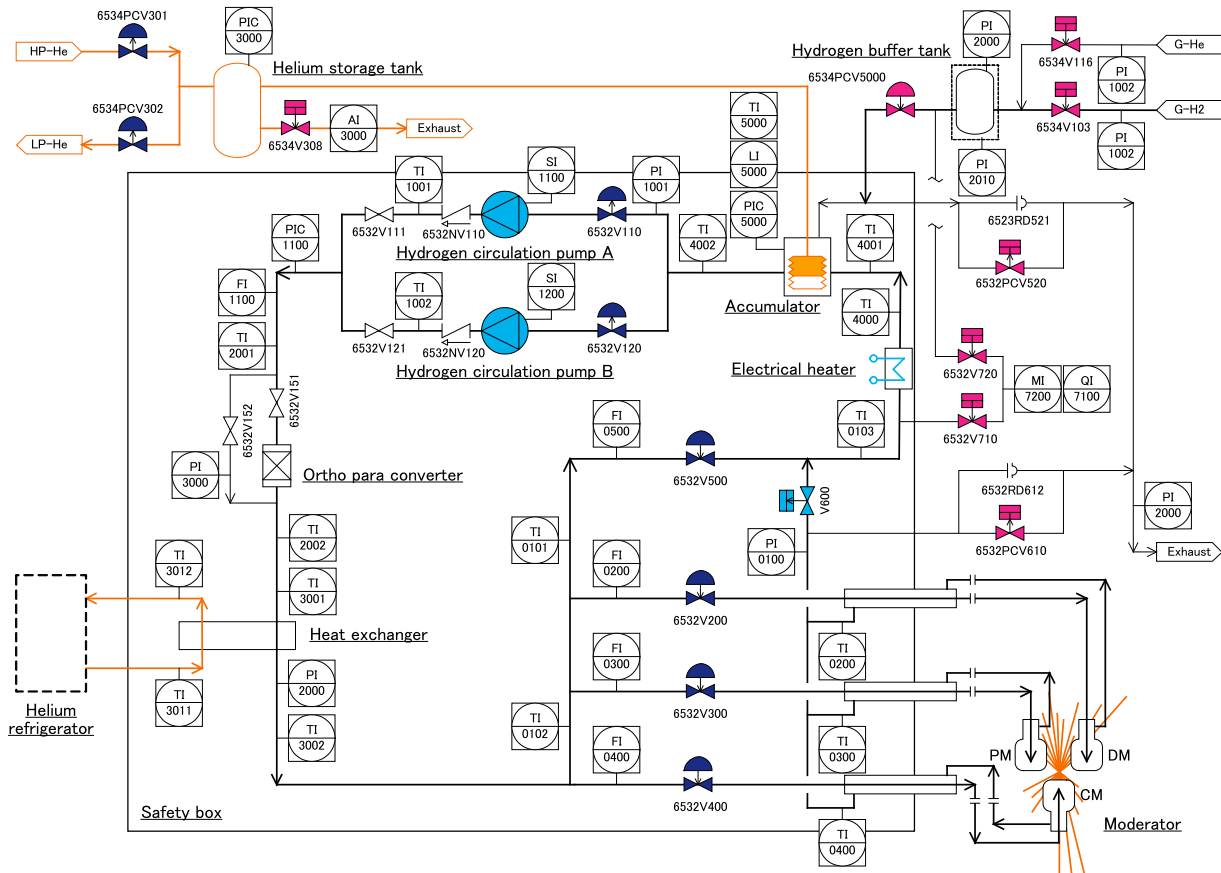 6534PCV301
HP-He
PIC
3000
Helium storage tank
6534PCV302
LP-He
6534V308
AI
3000
Exhaust
Hydrogen buffer tank
PI
2000
6534PCV5000
6534V116
PI
1002
G-He
6534V103
PI
1002
G-H2
PI
2010
TI
5000
LI
5000
PIC
5000
TI
1001
SI
1100
PI
1001
PIC
1100
6532V111
6532NV110
6532V110
Hydrogen circulation pump A
TI
4002
TI
4001
6523RD521
6532PCV520
FI
1100
TI
1002
SI
1200
Accumulator
TI
4000
TI
2001
6532V121
6532NV120
6532V120
Hydrogen circulation pump B
Electrical heater
6532V720
MI
7200
QI
7100
6532V151
6532V152
FI
0500
TI
0103
6532V710
PI
3000
Ortho para converter
6532V500
V600
6532RD612
PI
2000
TI
2002
TI
0101
PI
0100
6532PCV610
Exhaust
TI
3012
TI
3001
FI
0200
6532V200
Heat exchanger
TI
0200
TI
3011
PI
2000
FI
0300
6532V300
Helium
refrigerator
TI
3002
TI
0102
TI
0300
FI
0400
6532V400
PM
DM
CM
Safety box
TI
0400
Moderator